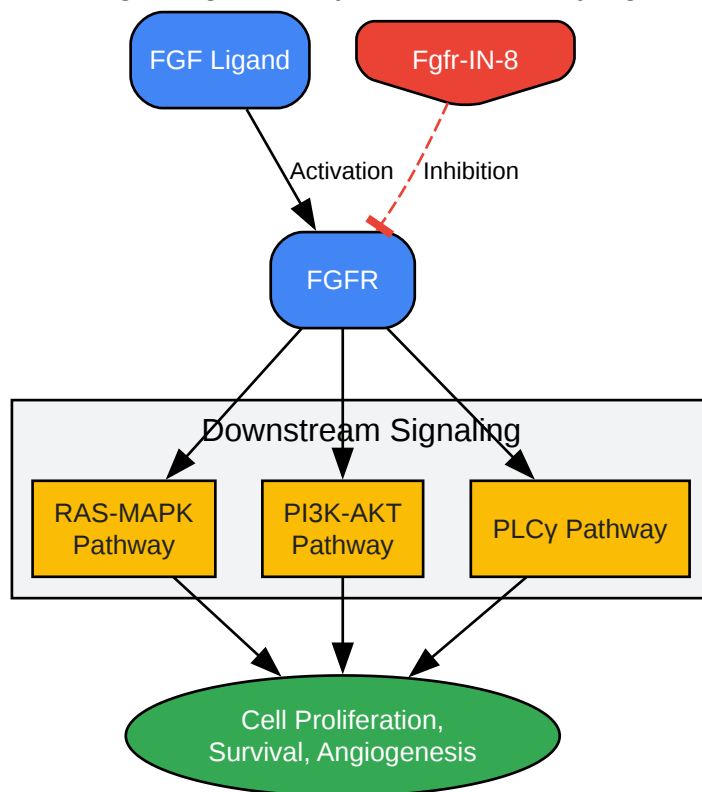 FGF Ligand
Fgfr-IN-8
Activation
Inhibition
FGFR
Downstream Signaling
RAS-MAPK
Pathway
PI3K-AKT
Pathway
PLCγ Pathway
Cell Proliferation,
Survival, Angiogenesis